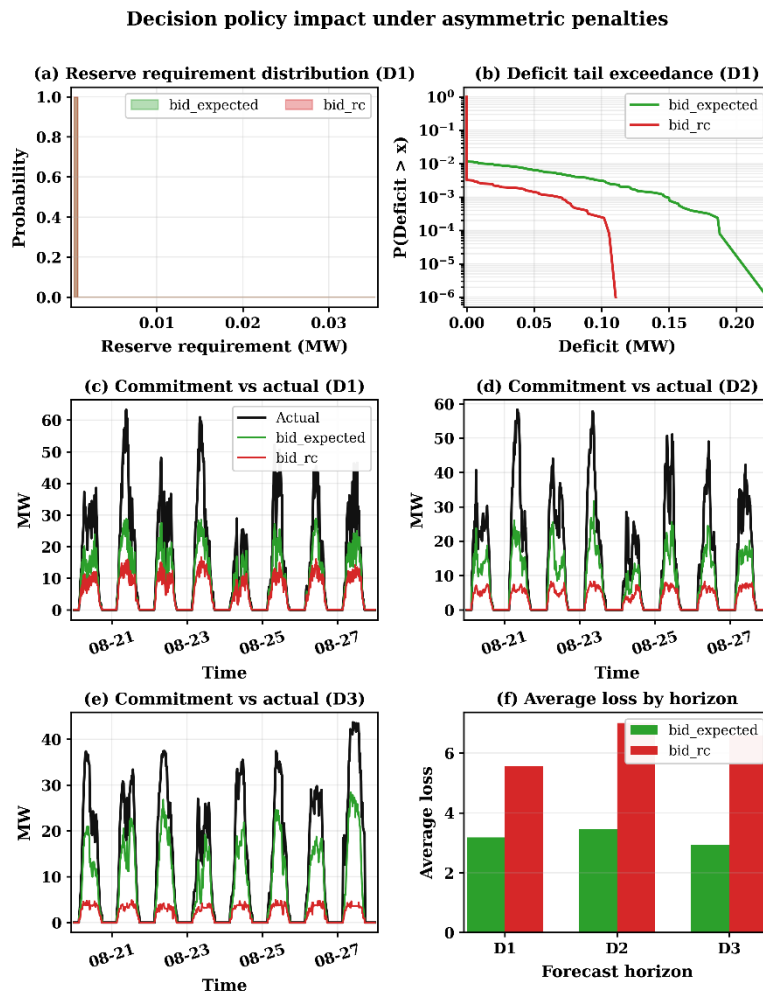 Decision policy impact under asymmetric penalties
(a) Reserve requirement distribution (D1)
1.0
0.8
0.6
0.4
0.2
0.0
Probability
bid_expected
bid_rc
0.01
0.02
0.03
Reserve requirement (MW)
(b) Deficit tail exceedance (D1)
10⁰
10⁻¹
10⁻²
10⁻³
10⁻⁴
10⁻⁵
10⁻⁶
P(Deficit > x)
bid_expected
bid_rc
0.00
0.05
0.10
0.15
0.20
Deficit (MW)
(c) Commitment vs actual (D1)
60
50
40
30
20
10
0
MW
Actual
bid_expected
bid_rc
08-21
08-23
08-25
08-27
Time
(d) Commitment vs actual (D2)
60
50
40
30
20
10
0
MW
08-21
08-23
08-25
08-27
Time
(e) Commitment vs actual (D3)
40
30
20
10
0
MW
08-21
08-23
08-25
08-27
Time
(f) Average loss by horizon
6
4
2
0
Average loss
bid_expected
bid_rc
D1
D2
D3
Forecast horizon